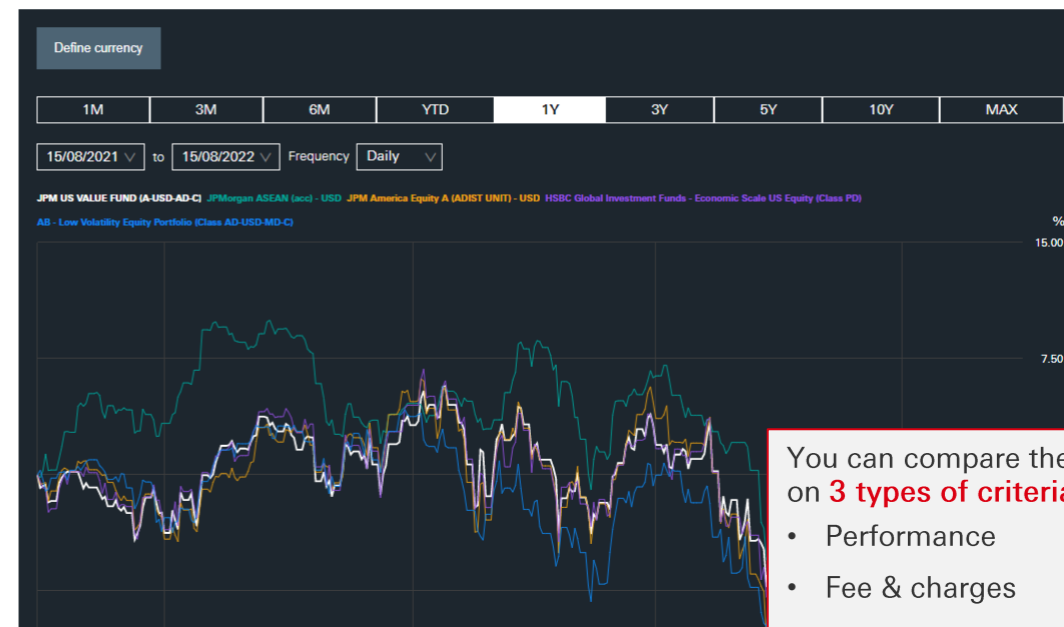 Define currency
1M 3M 6M YTD 1Y 3Y 5Y 10Y MAX
15/08/2021 to 15/08/2022 Frequency Daily
JPM US VALUE FUND (A-USD-AD-C) JPMorgan ASEAN (acc) - USD JPM America Equity A (ADIST UNIT) - USD HSBC Global Investment Funds - Economic Scale US Equity (Class PD)
AB - Low Volatility Equity Portfolio (Class AD-USD-MD-C)
%
15.00
7.50
You can compare the
on 3 types of criteria
• Performance
• Fee & charges